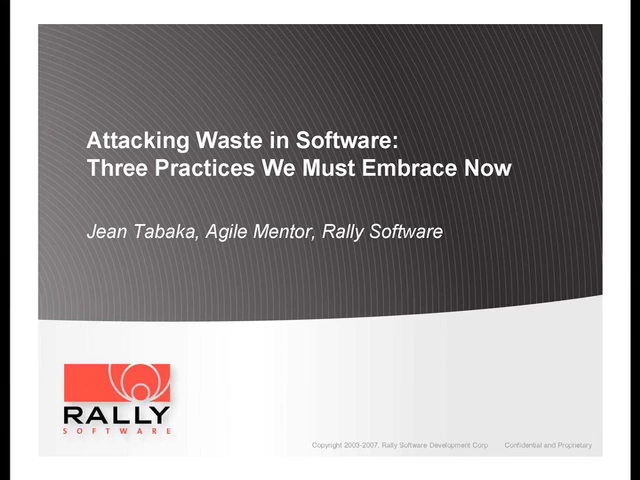 Attacking Waste in Software:
Three Practices We Must Embrace Now
Jean Tabaka, Agile Mentor, Rally Software
RALLY
SOFTWARE
Copyright 2003-2007, Rally Software Development Corp Confidential and Proprietary